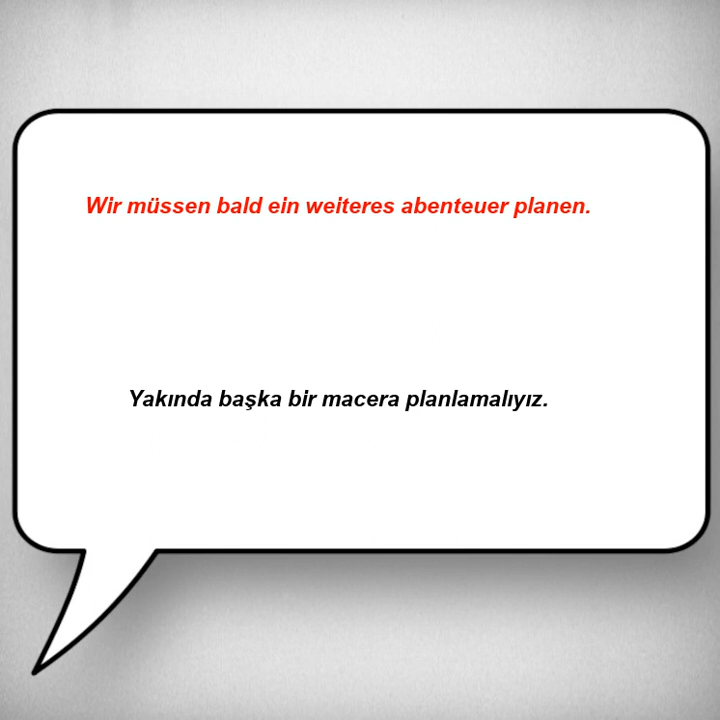 Wir müssen bald ein weiteres abenteuer planen.
Yakında başka bir macera planlamalıyız.